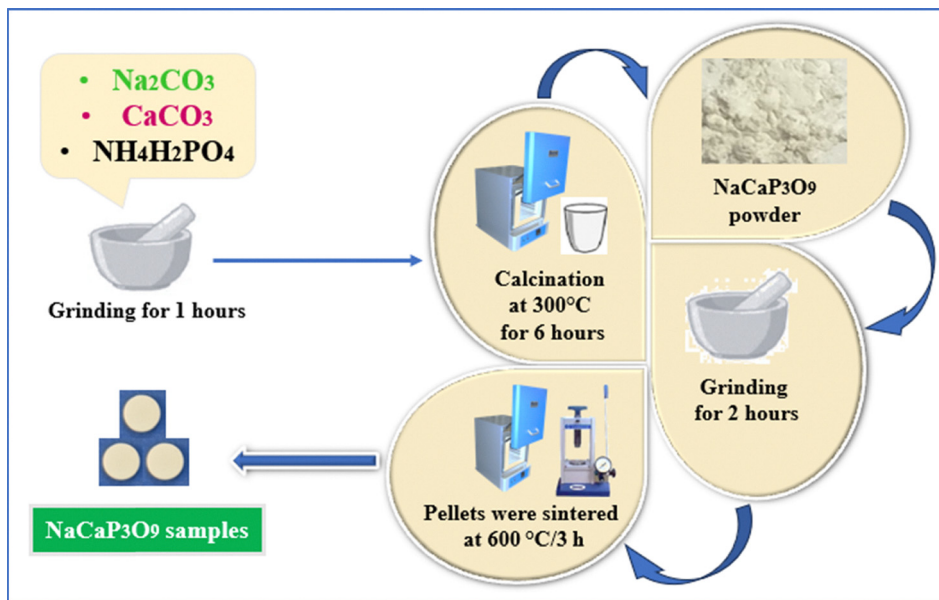 • Na₂CO₃
• CaCO₃
• NH₄H₂PO₄
Grinding for 1 hours
Calcination
at 300°C
for 6 hours
NaCaP₃O₉
powder
Grinding
for 2 hours
Pellets were sintered
at 600 °C/3 h
NaCaP₃O₉ samples